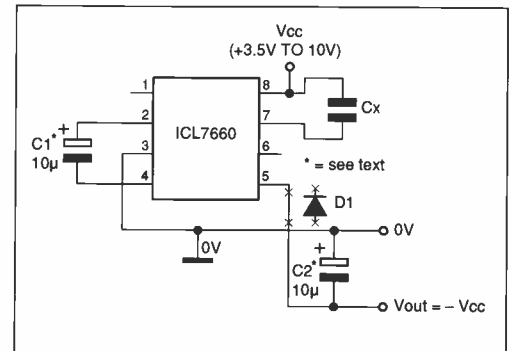 Vcc
(+3.5V TO 10V)
1
8
Cx
2
7
C1* +
10µ
ICL7660
3
6
* = see text
4
5
D1
0V
0V
+
C2*
10µ
Vout = – Vcc